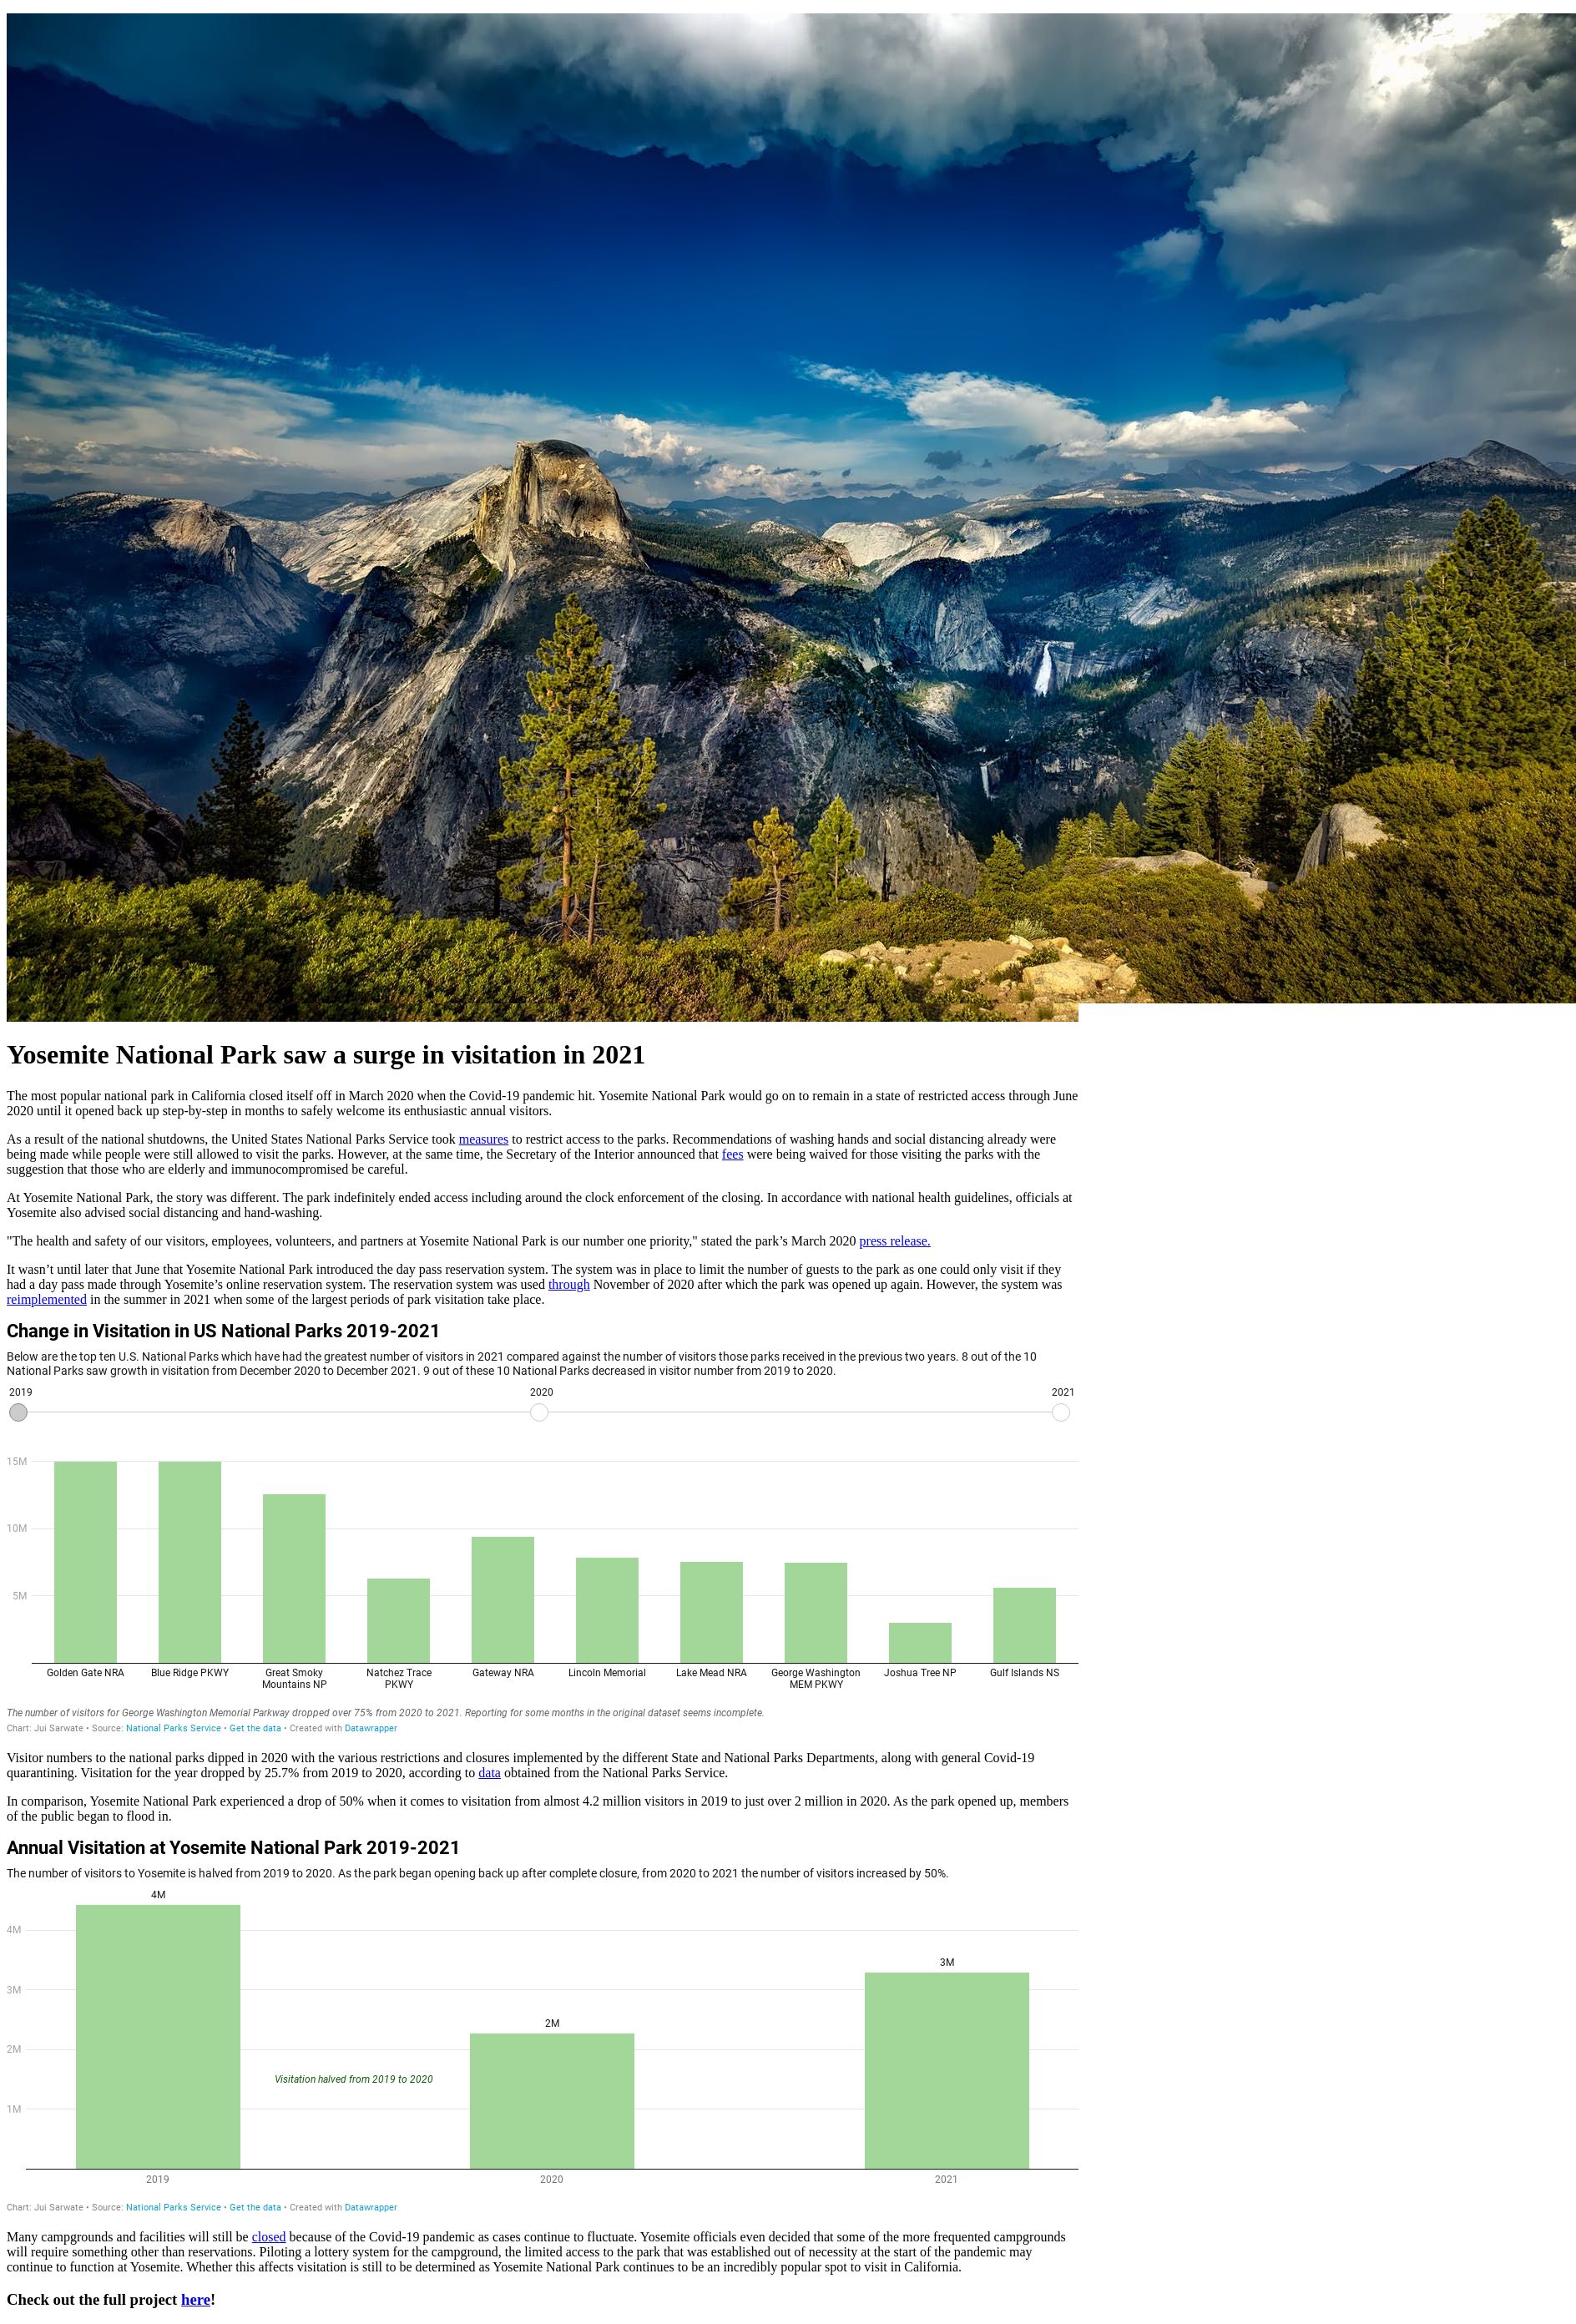 Yosemite National Park saw a surge in visitation in 2021
The most popular national park in California closed itself off in March 2020 when the Covid-19 pandemic hit. Yosemite National Park would go on to remain in a state of restricted access through June
2020 until it opened back up step-by-step in months to safely welcome its enthusiastic annual visitors.
As a result of the national shutdowns, the United States National Parks Service took measures to restrict access to the parks. Recommendations of washing hands and social distancing already were
being made while people were still allowed to visit the parks. However, at the same time, the Secretary of the Interior announced that fees were being waived for those visiting the parks with the
suggestion that those who are elderly and immunocompromised be careful.
At Yosemite National Park, the story was different. The park indefinitely ended access including around the clock enforcement of the closing. In accordance with national health guidelines, officials at
Yosemite also advised social distancing and hand-washing.
"The health and safety of our visitors, employees, volunteers, and partners at Yosemite National Park is our number one priority," stated the park’s March 2020 press release.
It wasn’t until later that June that Yosemite National Park introduced the day pass reservation system. The system was in place to limit the number of guests to the park as one could only visit if they
had a day pass made through Yosemite’s online reservation system. The reservation system was used through November of 2020 after which the park was opened up again. However, the system was
reimplemented in the summer in 2021 when some of the largest periods of park visitation take place.
Change in Visitation in US National Parks 2019-2021
Below are the top ten U.S. National Parks which have had the greatest number of visitors in 2021 compared against the number of visitors those parks received in the previous two years. 8 out of the 10
National Parks saw growth in visitation from December 2020 to December 2021. 9 out of these 10 National Parks decreased in visitor number from 2019 to 2020.
2019 2020 2021
15M
10M
5M
Golden Gate NRA Blue Ridge PKWY Great Smoky Mountains NP Natchez Trace PKWY Gateway NRA Lincoln Memorial Lake Mead NRA George Washington MEM PKWY Joshua Tree NP Gulf Islands NS
The number of visitors for George Washington Memorial Parkway dropped over 75% from 2020 to 2021. Reporting for some months in the original dataset seems incomplete.
Chart: Jui Sarwate • Source: National Parks Service • Get the data • Created with Datawrapper
Visitor numbers to the national parks dipped in 2020 with the various restrictions and closures implemented by the different State and National Parks Departments, along with general Covid-19
quarantining. Visitation for the year dropped by 25.7% from 2019 to 2020, according to data obtained from the National Parks Service.
In comparison, Yosemite National Park experienced a drop of 50% when it comes to visitation from almost 4.2 million visitors in 2019 to just over 2 million in 2020. As the park opened up, members
of the public began to flood in.
Annual Visitation at Yosemite National Park 2019-2021
The number of visitors to Yosemite is halved from 2019 to 2020. As the park began opening back up after complete closure, from 2020 to 2021 the number of visitors increased by 50%.
4M
4M
3M
3M
2M
2M
Visitation halved from 2019 to 2020
1M
2019 2020 2021
Chart: Jui Sarwate • Source: National Parks Service • Get the data • Created with Datawrapper
Many campgrounds and facilities will still be closed because of the Covid-19 pandemic as cases continue to fluctuate. Yosemite officials even decided that some of the more frequented campgrounds
will require something other than reservations. Piloting a lottery system for the campground, the limited access to the park that was established out of necessity at the start of the pandemic may
continue to function at Yosemite. Whether this affects visitation is still to be determined as Yosemite National Park continues to be an incredibly popular spot to visit in California.
Check out the full project here!